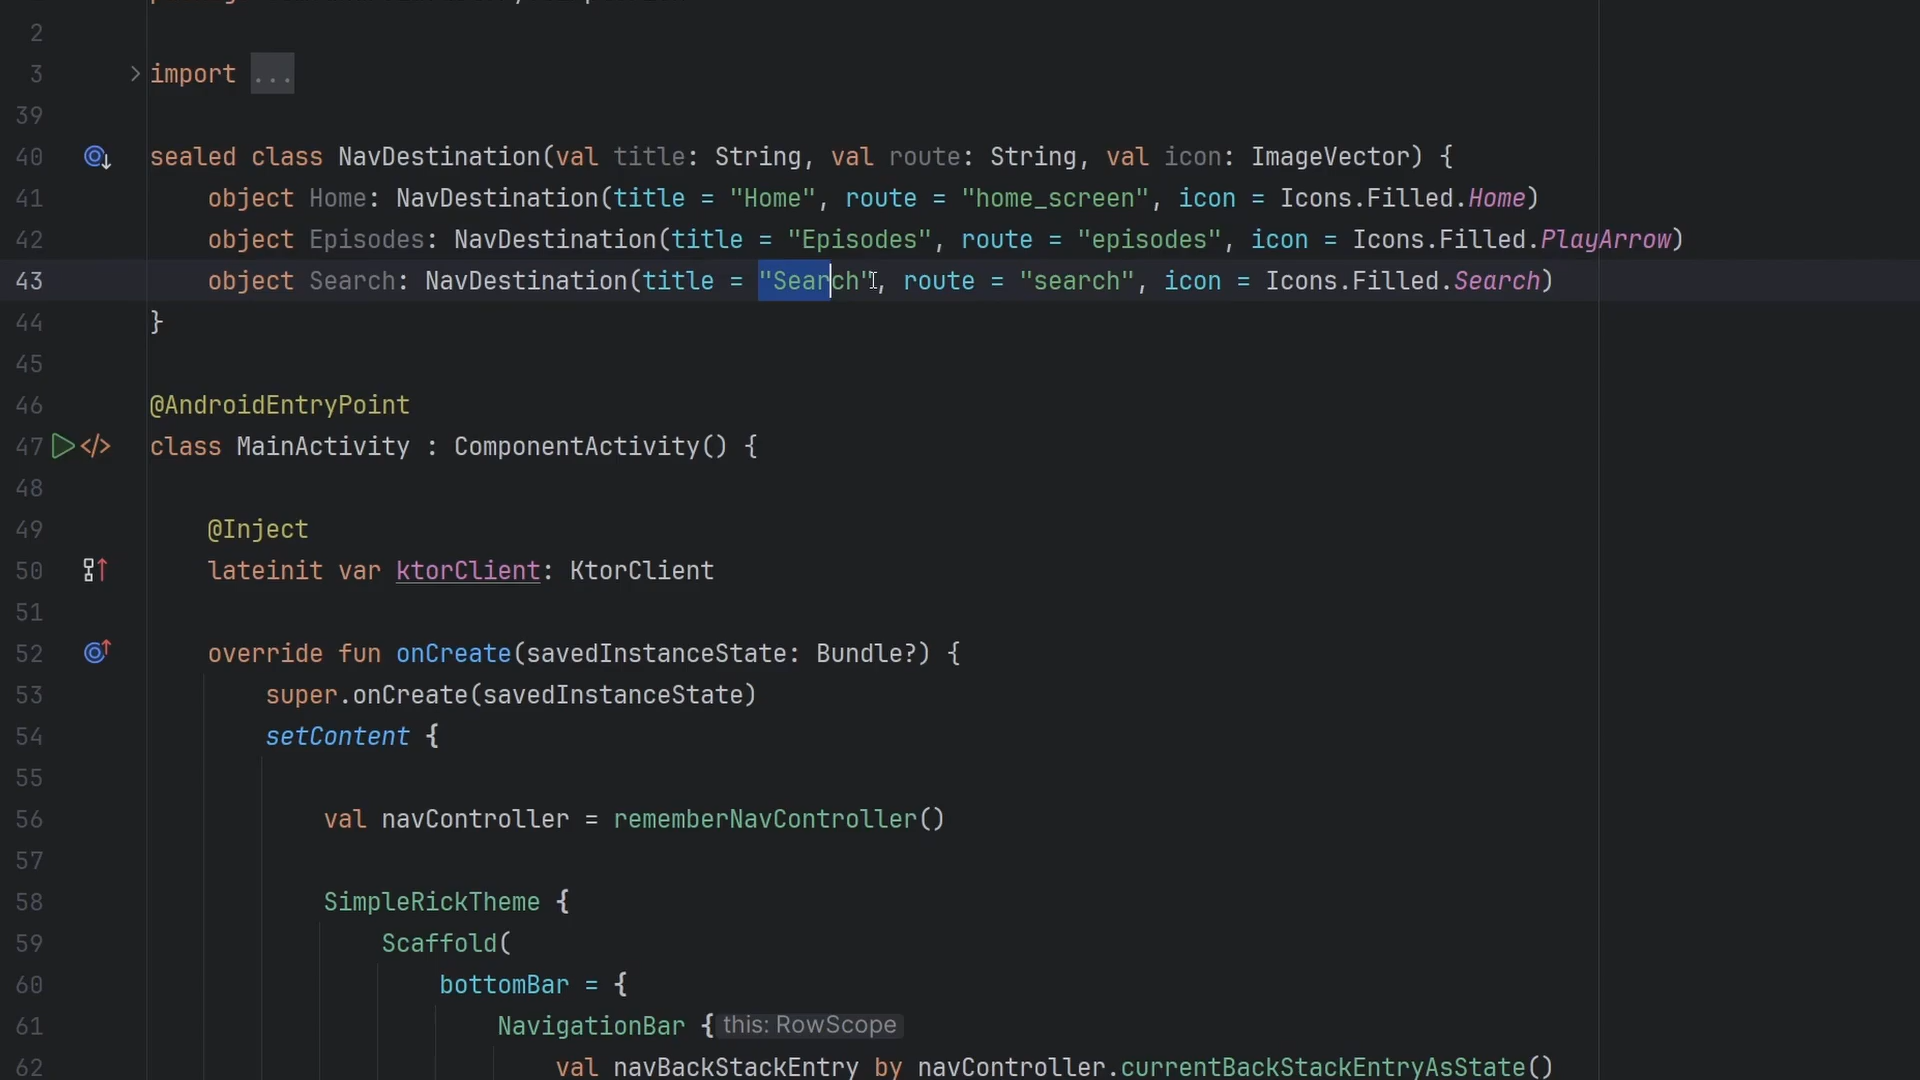 2
3 import ...
39
40 sealed class NavDestination(val title: String, val route: String, val icon: ImageVector) {
41 object Home: NavDestination(title = "Home", route = "home_screen", icon = Icons.Filled.Home)
42 object Episodes: NavDestination(title = "Episodes", route = "episodes", icon = Icons.Filled.PlayArrow)
43 object Search: NavDestination(title = "Search", route = "search", icon = Icons.Filled.Search)
44 }
45
46 @AndroidEntryPoint
47 class MainActivity : ComponentActivity() {
48
49 @Inject
50 lateinit var ktorClient: KtorClient
51
52 override fun onCreate(savedInstanceState: Bundle?) {
53 super.onCreate(savedInstanceState)
54 setContent {
55
56 val navController = rememberNavController()
57
58 SimpleRickTheme {
59 Scaffold(
60 bottomBar = {
61 NavigationBar { this: RowScope
62 val navBackStackEntry by navController.currentBackStackEntryAsState()